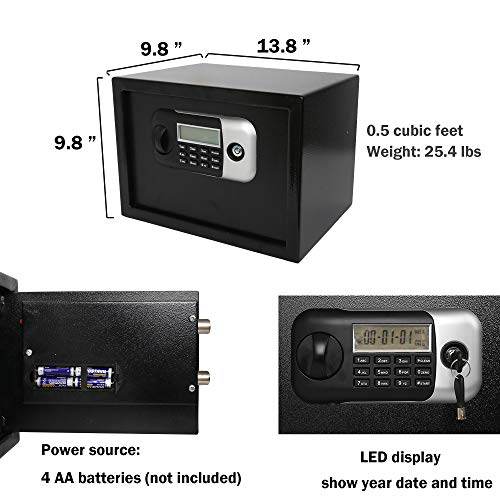 9.8 ”
13.8 ”
9.8 ”
0.5 cubic feet
Weight: 25.4 lbs
00-01-01
Power source:
4 AA batteries (not included)
LED display
show year date and time